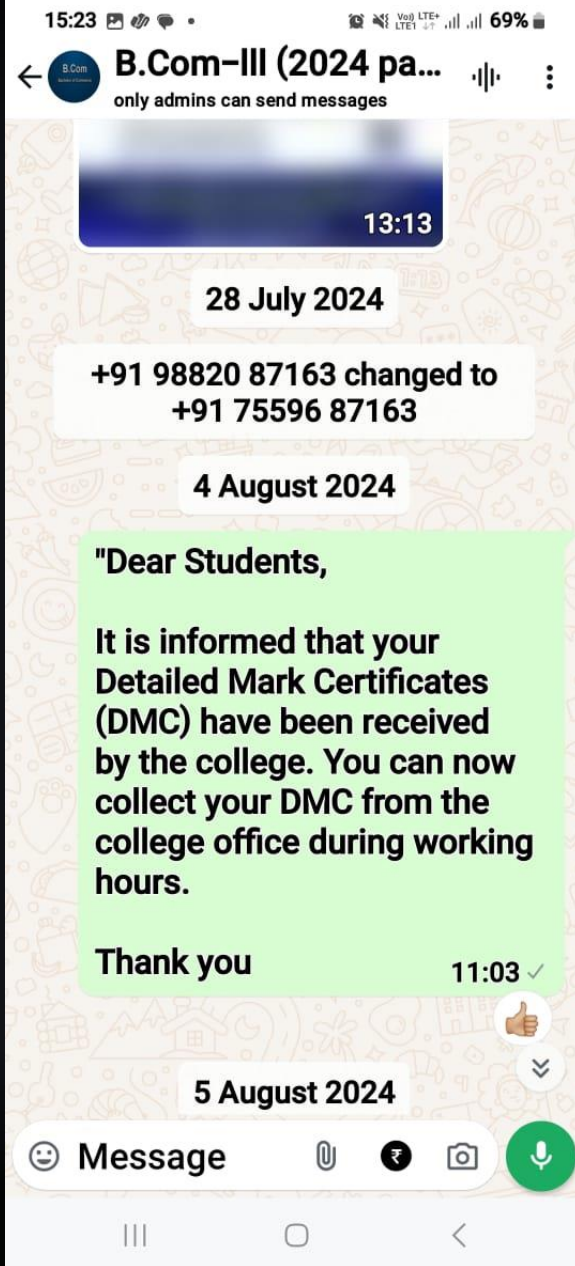 15:23 69%
B.Com
B.Com-III (2024 pa...
only admins can send messages
13:13
28 July 2024
+91 98820 87163 changed to
+91 75596 87163
4 August 2024
"Dear Students,
It is informed that your
Detailed Mark Certificates
(DMC) have been received
by the college. You can now
collect your DMC from the
college office during working
hours.
Thank you
11:03
5 August 2024
Message
₹